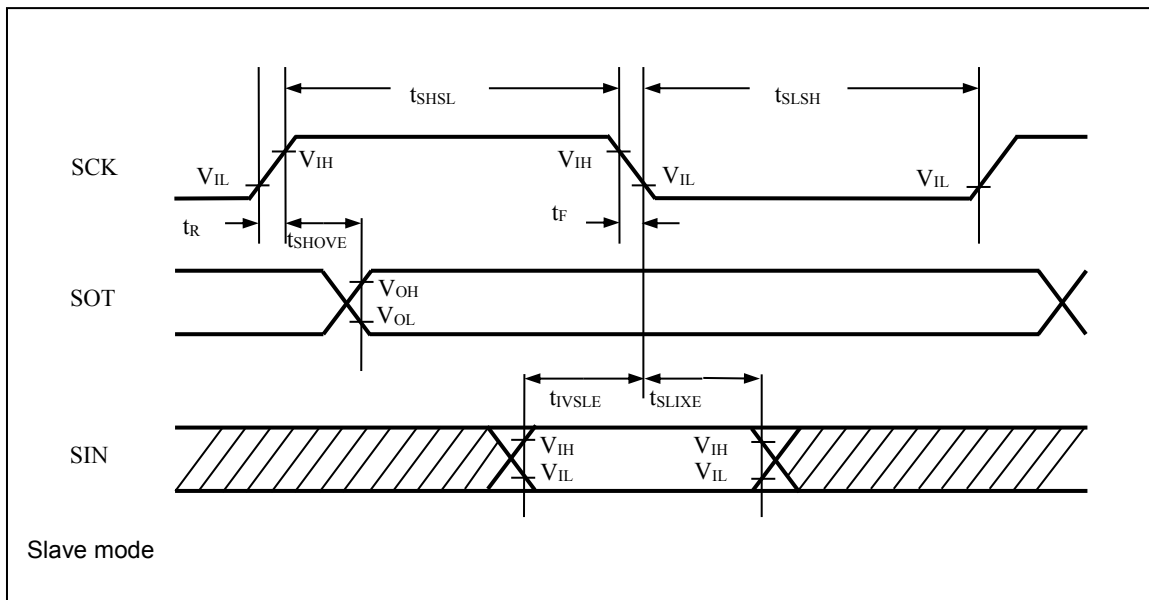 tSHSL
tSLSH
SCK
VIL
VIH
VIH
VIL
VIL
tR
tSHOVE
tF
SOT
VOH
VOL
tIVSLE
tSLIXE
SIN
VIH
VIL
VIH
VIL
Slave mode